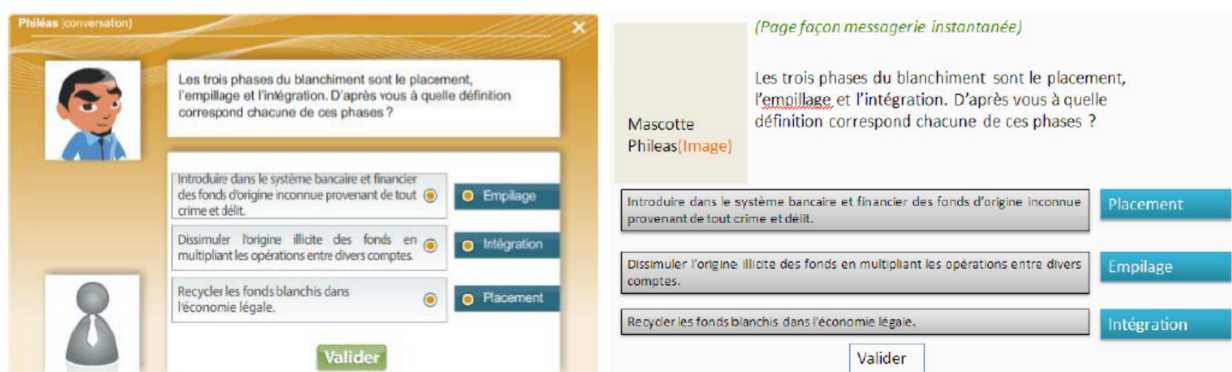 Philéas (conversaton)
Les trois phases du blanchiment sont le placement,
l'empillage et l'intégration. D'après vous à quelle définition
correspond chacune de ces phases ?
Introduire dans le système bancaire et financier
des fonds d'origine inconnue provenant de tout
crime et délit.
Empilage
Dissimuler l'origine illicite des fonds en
multipliant les opérations entre divers comptes.
Intégration
Recycler les fonds blanchis dans
l'économie légale.
Placement
Valider
(Page façon messagerie instantanée)
Les trois phases du blanchiment sont le placement,
l'empillage et l'intégration. D'après vous à quelle
définition correspond chacune de ces phases ?
Mascotte
Phileas(Image)
Introduire dans le système bancaire et financier des fonds d'origine inconnue
provenant de tout crime et délit.
Placement
Dissimuler l'origine illicite des fonds en multipliant les opérations entre divers
comptes.
Empilage
Recycler les fonds blanchis dans l'économie légale.
Intégration
Valider